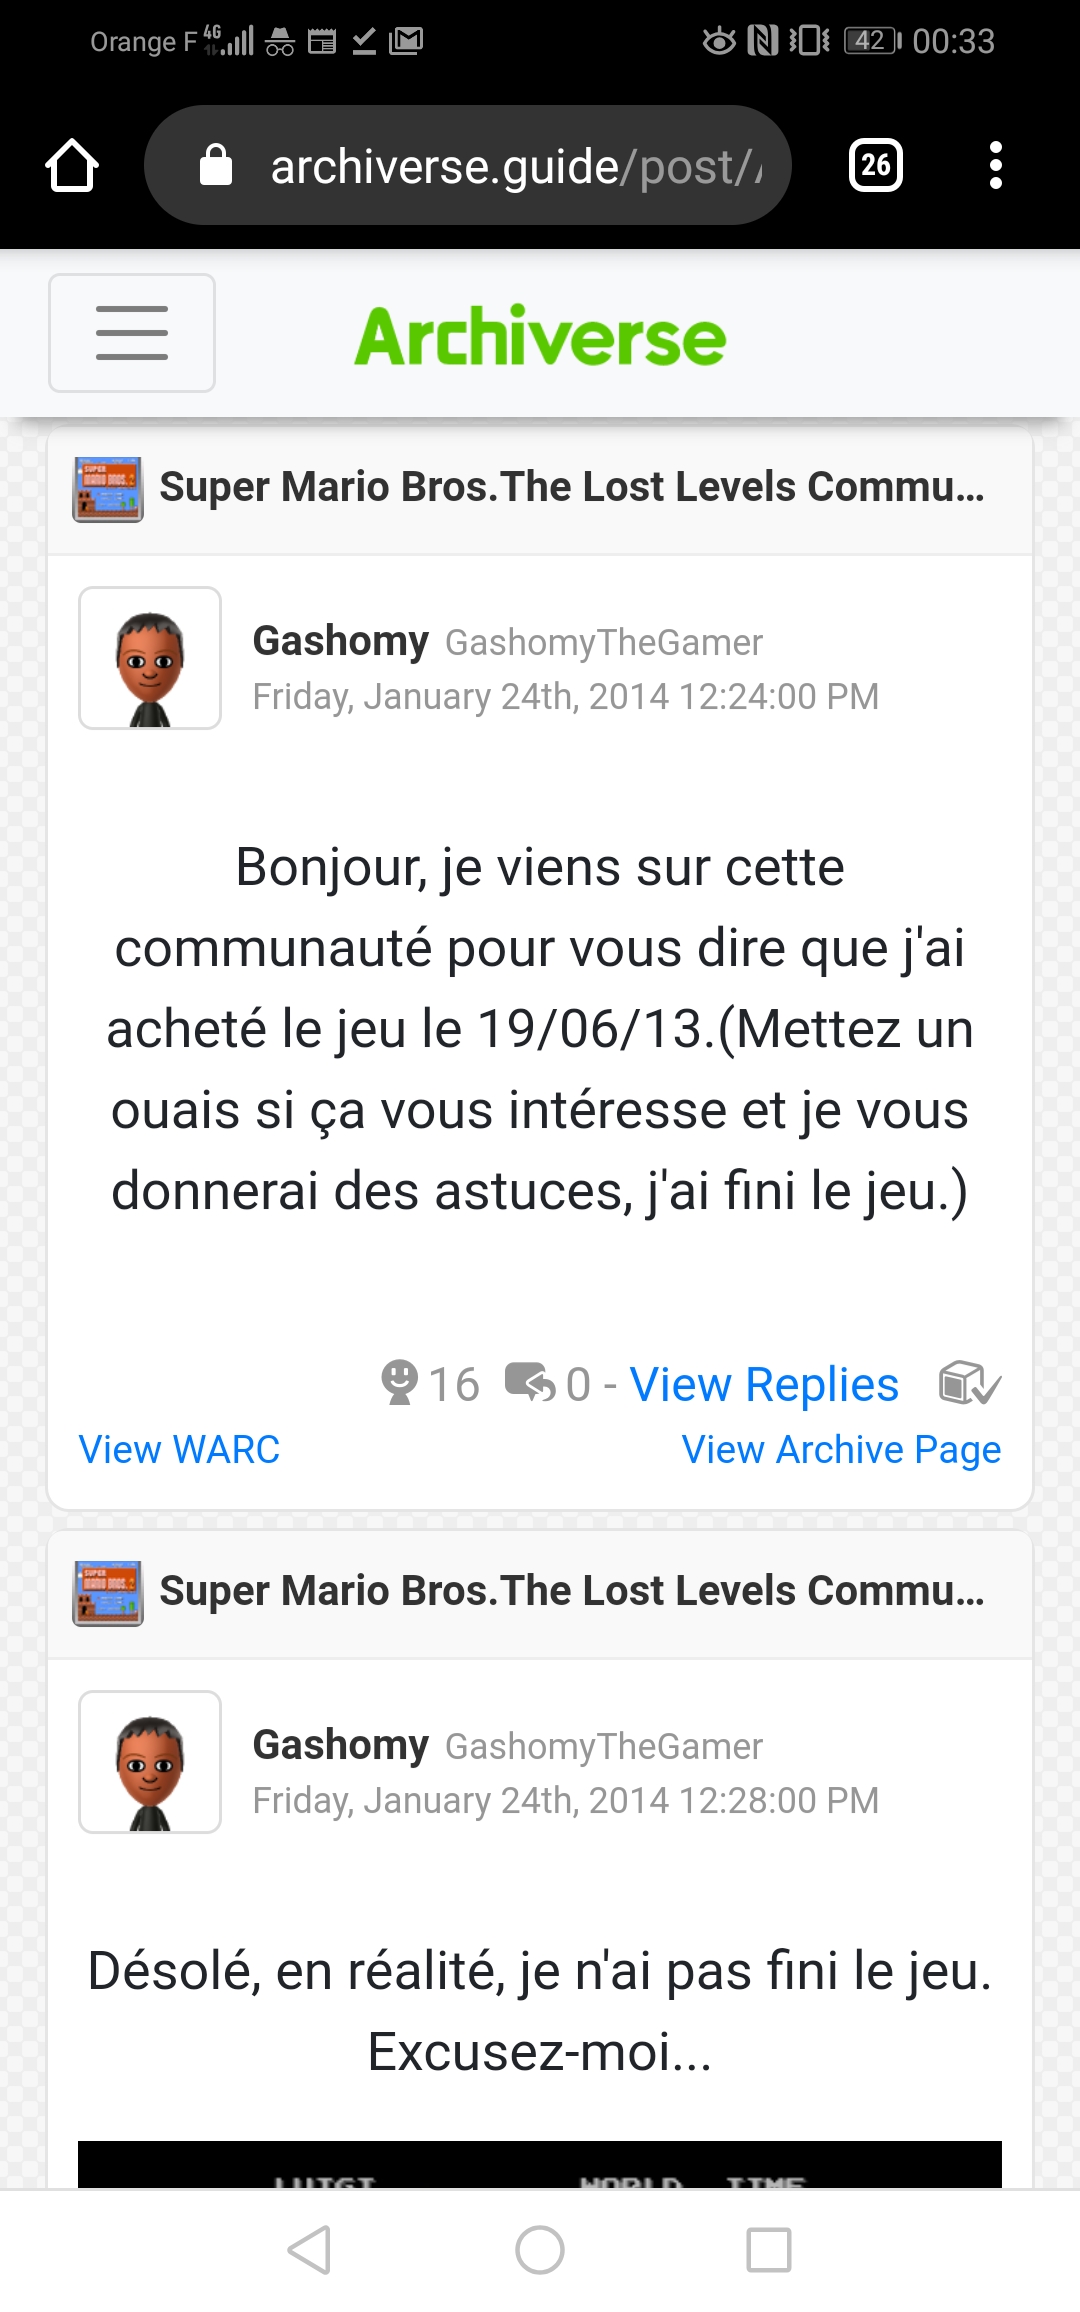 Orange F 4G 42 00:33
archiverse.guide/post/
26
Archiverse
Super Mario Bros.The Lost Levels Commu...
Gashomy GashomyTheGamer
Friday, January 24th, 2014 12:24:00 PM
Bonjour, je viens sur cette
communauté pour vous dire que j'ai
acheté le jeu le 19/06/13.(Mettez un
ouais si ça vous intéresse et je vous
donnerai des astuces, j'ai fini le jeu.)
16 0 - View Replies
View WARC View Archive Page
Super Mario Bros.The Lost Levels Commu...
Gashomy GashomyTheGamer
Friday, January 24th, 2014 12:28:00 PM
Désolé, en réalité, je n'ai pas fini le jeu.
Excusez-moi...
LUIGI WORLD TIME